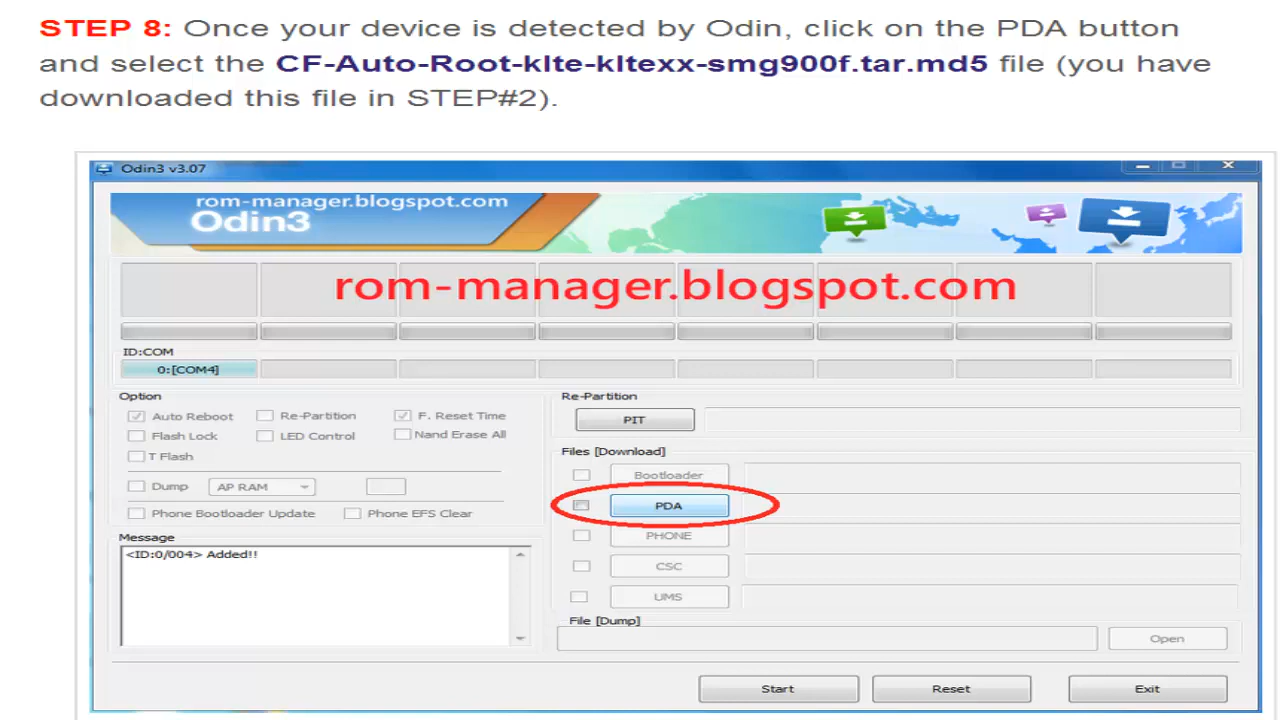 STEP 8: Once your device is detected by Odin, click on the PDA button
and select the CF-Auto-Root-klte-kltexx-smg900f.tar.md5 file (you have
downloaded this file in STEP#2).
Odin3 v3.07
rom-manager.blogspot.com
Odin3
rom-manager.blogspot.com
ID:COM
0:[COM4]
Option
Auto Reboot Re-Partition F. Reset Time
Flash Lock LED Control Nand Erase All
T Flash
Dump AP RAM
Phone Bootloader Update Phone EFS Clear
Message
<ID:0/004> Added!!
Re-Partition
PIT
Files [Download]
Bootloader
PDA
PHONE
CSC
UMS
File [Dump]
Open
Start Reset Exit